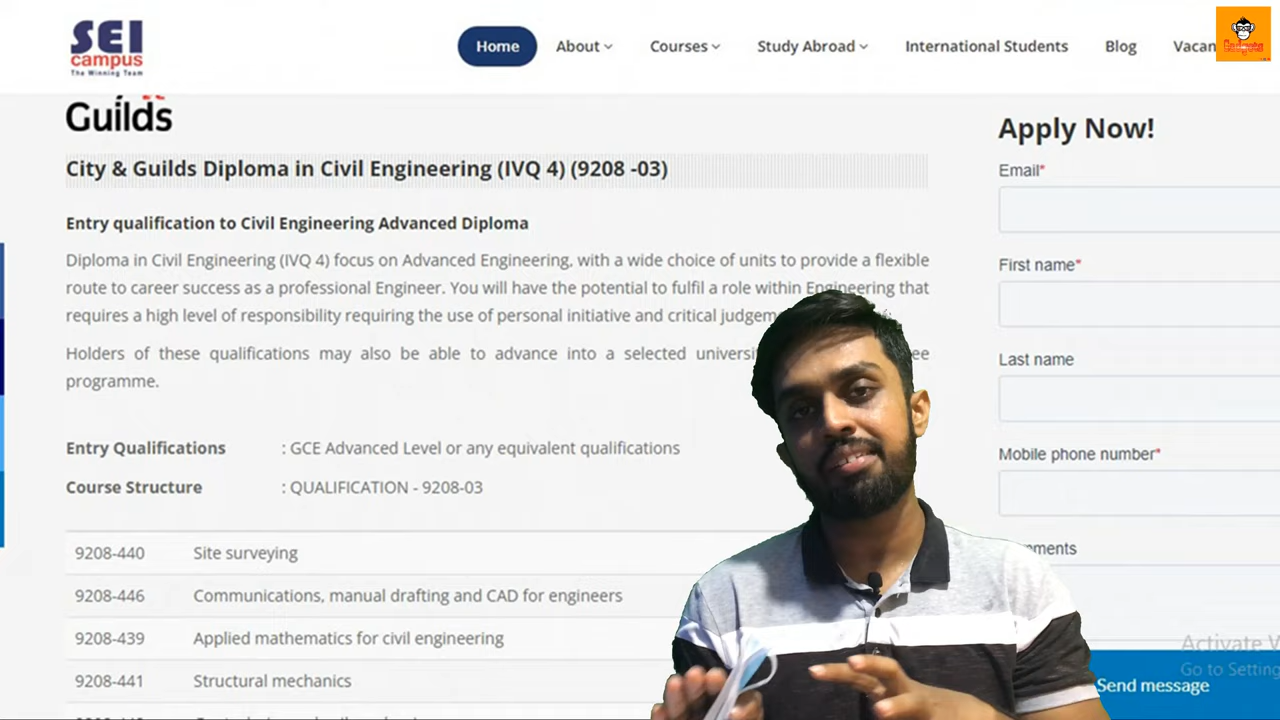 SEI
campus
The Winning Team
Home
About
Courses
Study Abroad
International Students
Blog
Vacan
Guilds
City & Guilds Diploma in Civil Engineering (IVQ 4) (9208 -03)
Entry qualification to Civil Engineering Advanced Diploma
Diploma in Civil Engineering (IVQ 4) focus on Advanced Engineering, with a wide choice of units to provide a flexible
route to career success as a professional Engineer. You will have the potential to fulfil a role within Engineering that
requires a high level of responsibility requiring the use of personal initiative and critical judgem
Holders of these qualifications may also be able to advance into a selected universi ee
programme.
Entry Qualifications : GCE Advanced Level or any equivalent qualifications
Course Structure : QUALIFICATION - 9208-03
9208-440 Site surveying
9208-446 Communications, manual drafting and CAD for engineers
9208-439 Applied mathematics for civil engineering
9208-441 Structural mechanics
Apply Now!
Email*
First name*
Last name
Mobile phone number*
mments
Activate W
Go to Setting
Send message